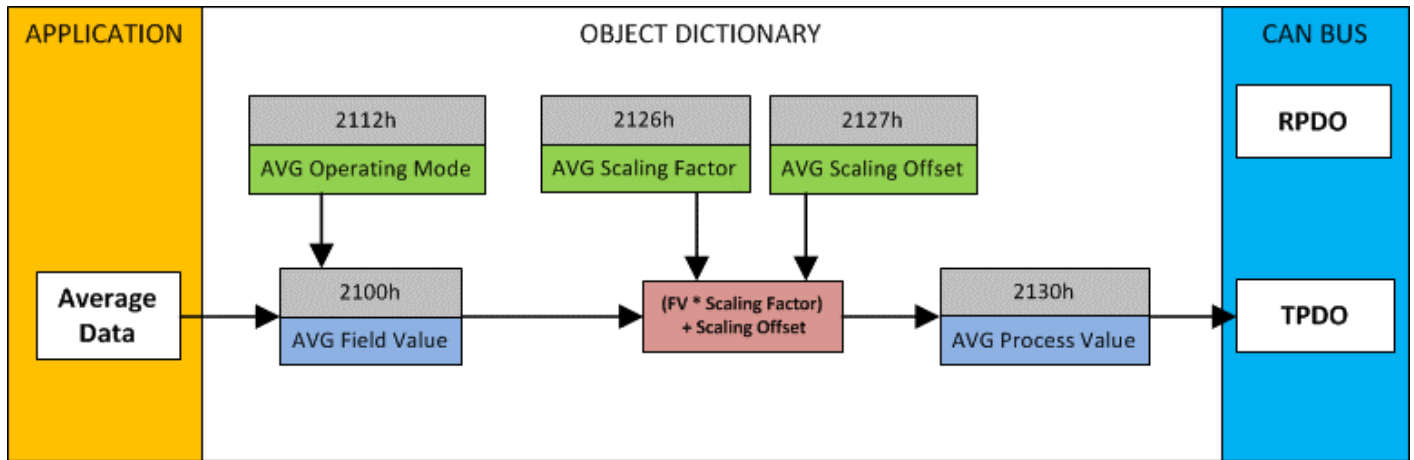 APPLICATION
OBJECT DICTIONARY
CAN BUS
2112h
AVG Operating Mode
2126h
AVG Scaling Factor
2127h
AVG Scaling Offset
RPDO
Average
Data
2100h
AVG Field Value
(FV * Scaling Factor)
+ Scaling Offset
2130h
AVG Process Value
TPDO